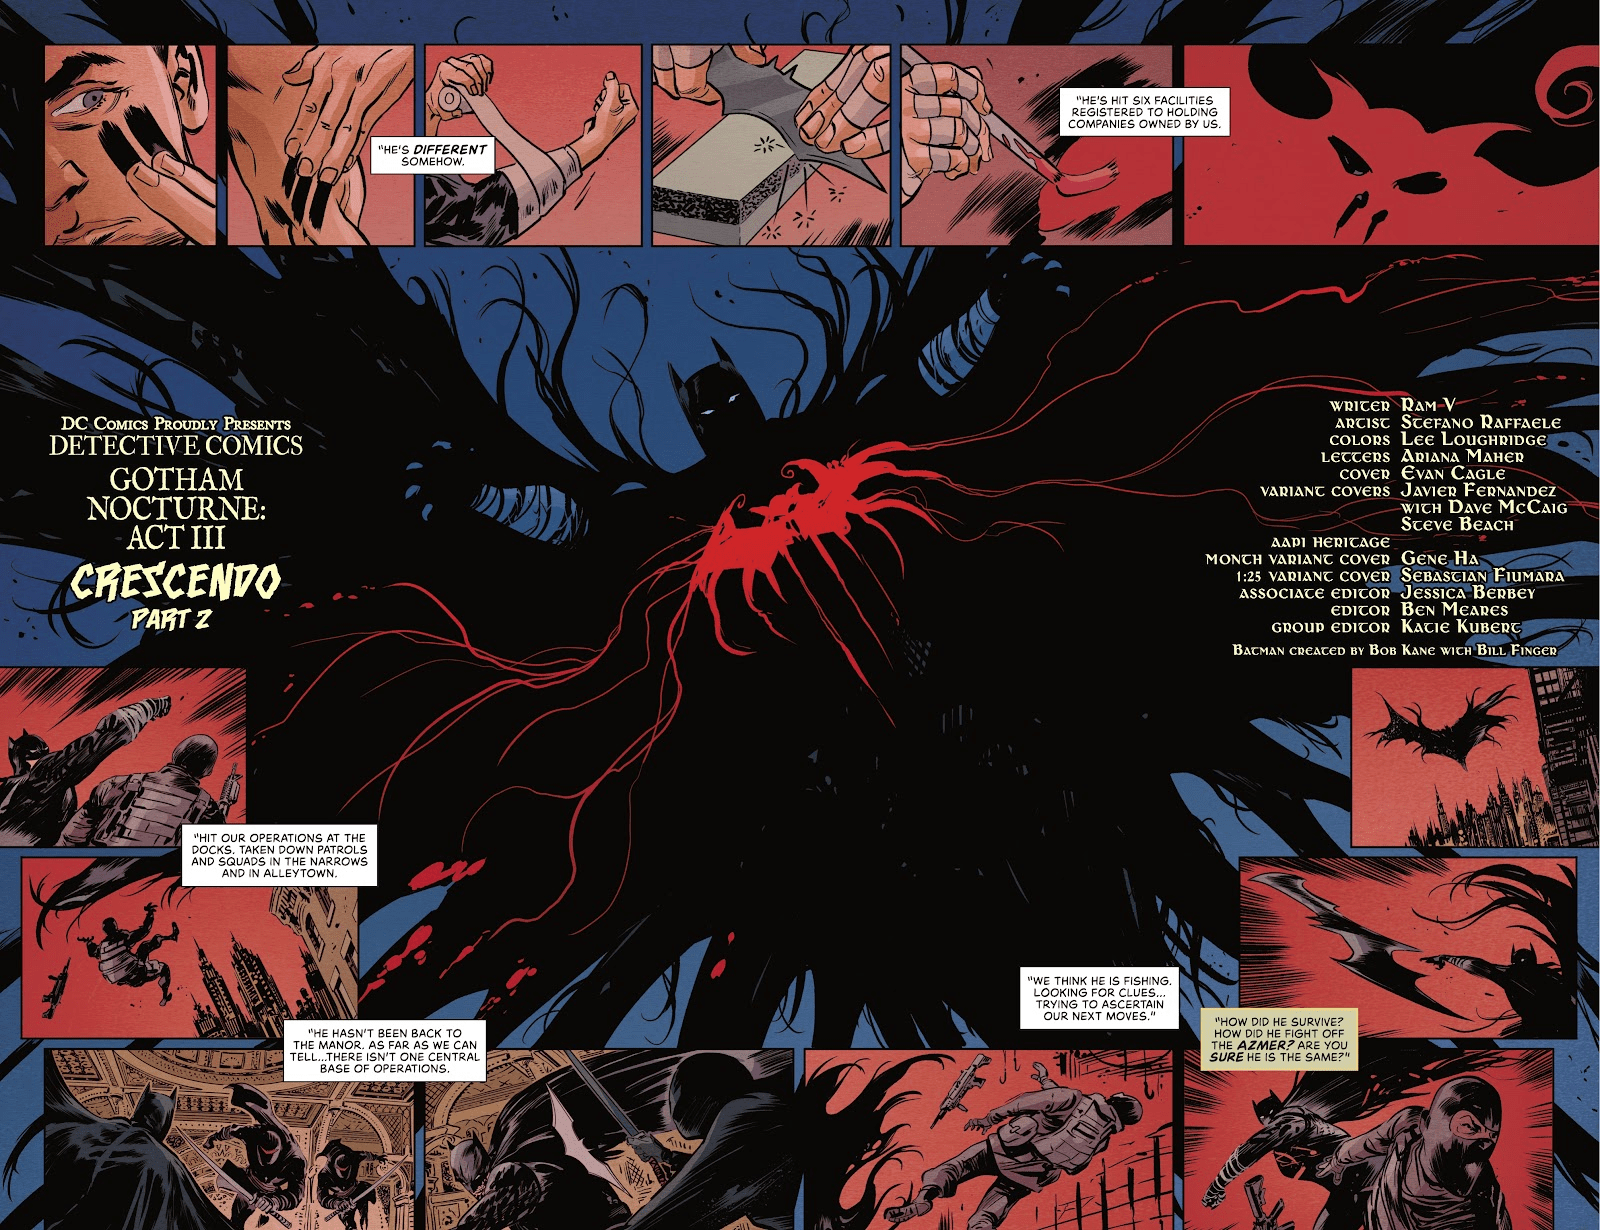 "HE'S DIFFERENT
SOMEHOW.
"HE'S HIT SIX FACILITIES
REGISTERED TO HOLDING
COMPANIES OWNED BY US.
DC COMICS PROUDLY PRESENTS
DETECTIVE COMICS
GOTHAM
NOCTURNE:
ACT III
CRESCENDO
PART 2
WRITER RAM V
ARTIST STEFANO RAFFAELE
COLORS LEE LOUGHRIDGE
LETTERS ARIANA MAHER
COVER EVAN CAGLE
VARIANT COVERS JAVIER FERNANDEZ
WITH DAVE MCCAIG
STEVE BEACH
AAPI HERITAGE
MONTH VARIANT COVER GENE HA
1:25 VARIANT COVER SEBASTIAN FIUMARA
ASSOCIATE EDITOR JESSICA BERBEY
EDITOR BEN MEARES
GROUP EDITOR KATIE KUBERT
BATMAN CREATED BY BOB KANE WITH BILL FINGER
"HIT OUR OPERATIONS AT THE
DOCKS. TAKEN DOWN PATROLS
AND SQUADS IN THE NARROWS
AND IN ALLEYTOWN.
"HE HASN'T BEEN BACK TO
THE MANOR. AS FAR AS WE CAN
TELL...THERE ISN'T ONE CENTRAL
BASE OF OPERATIONS.
"WE THINK HE IS FISHING.
LOOKING FOR CLUES...
TRYING TO ASCERTAIN
OUR NEXT MOVES."
"HOW DID HE SURVIVE?
HOW DID HE FIGHT OFF
THE AZMER? ARE YOU
SURE HE IS THE SAME?"